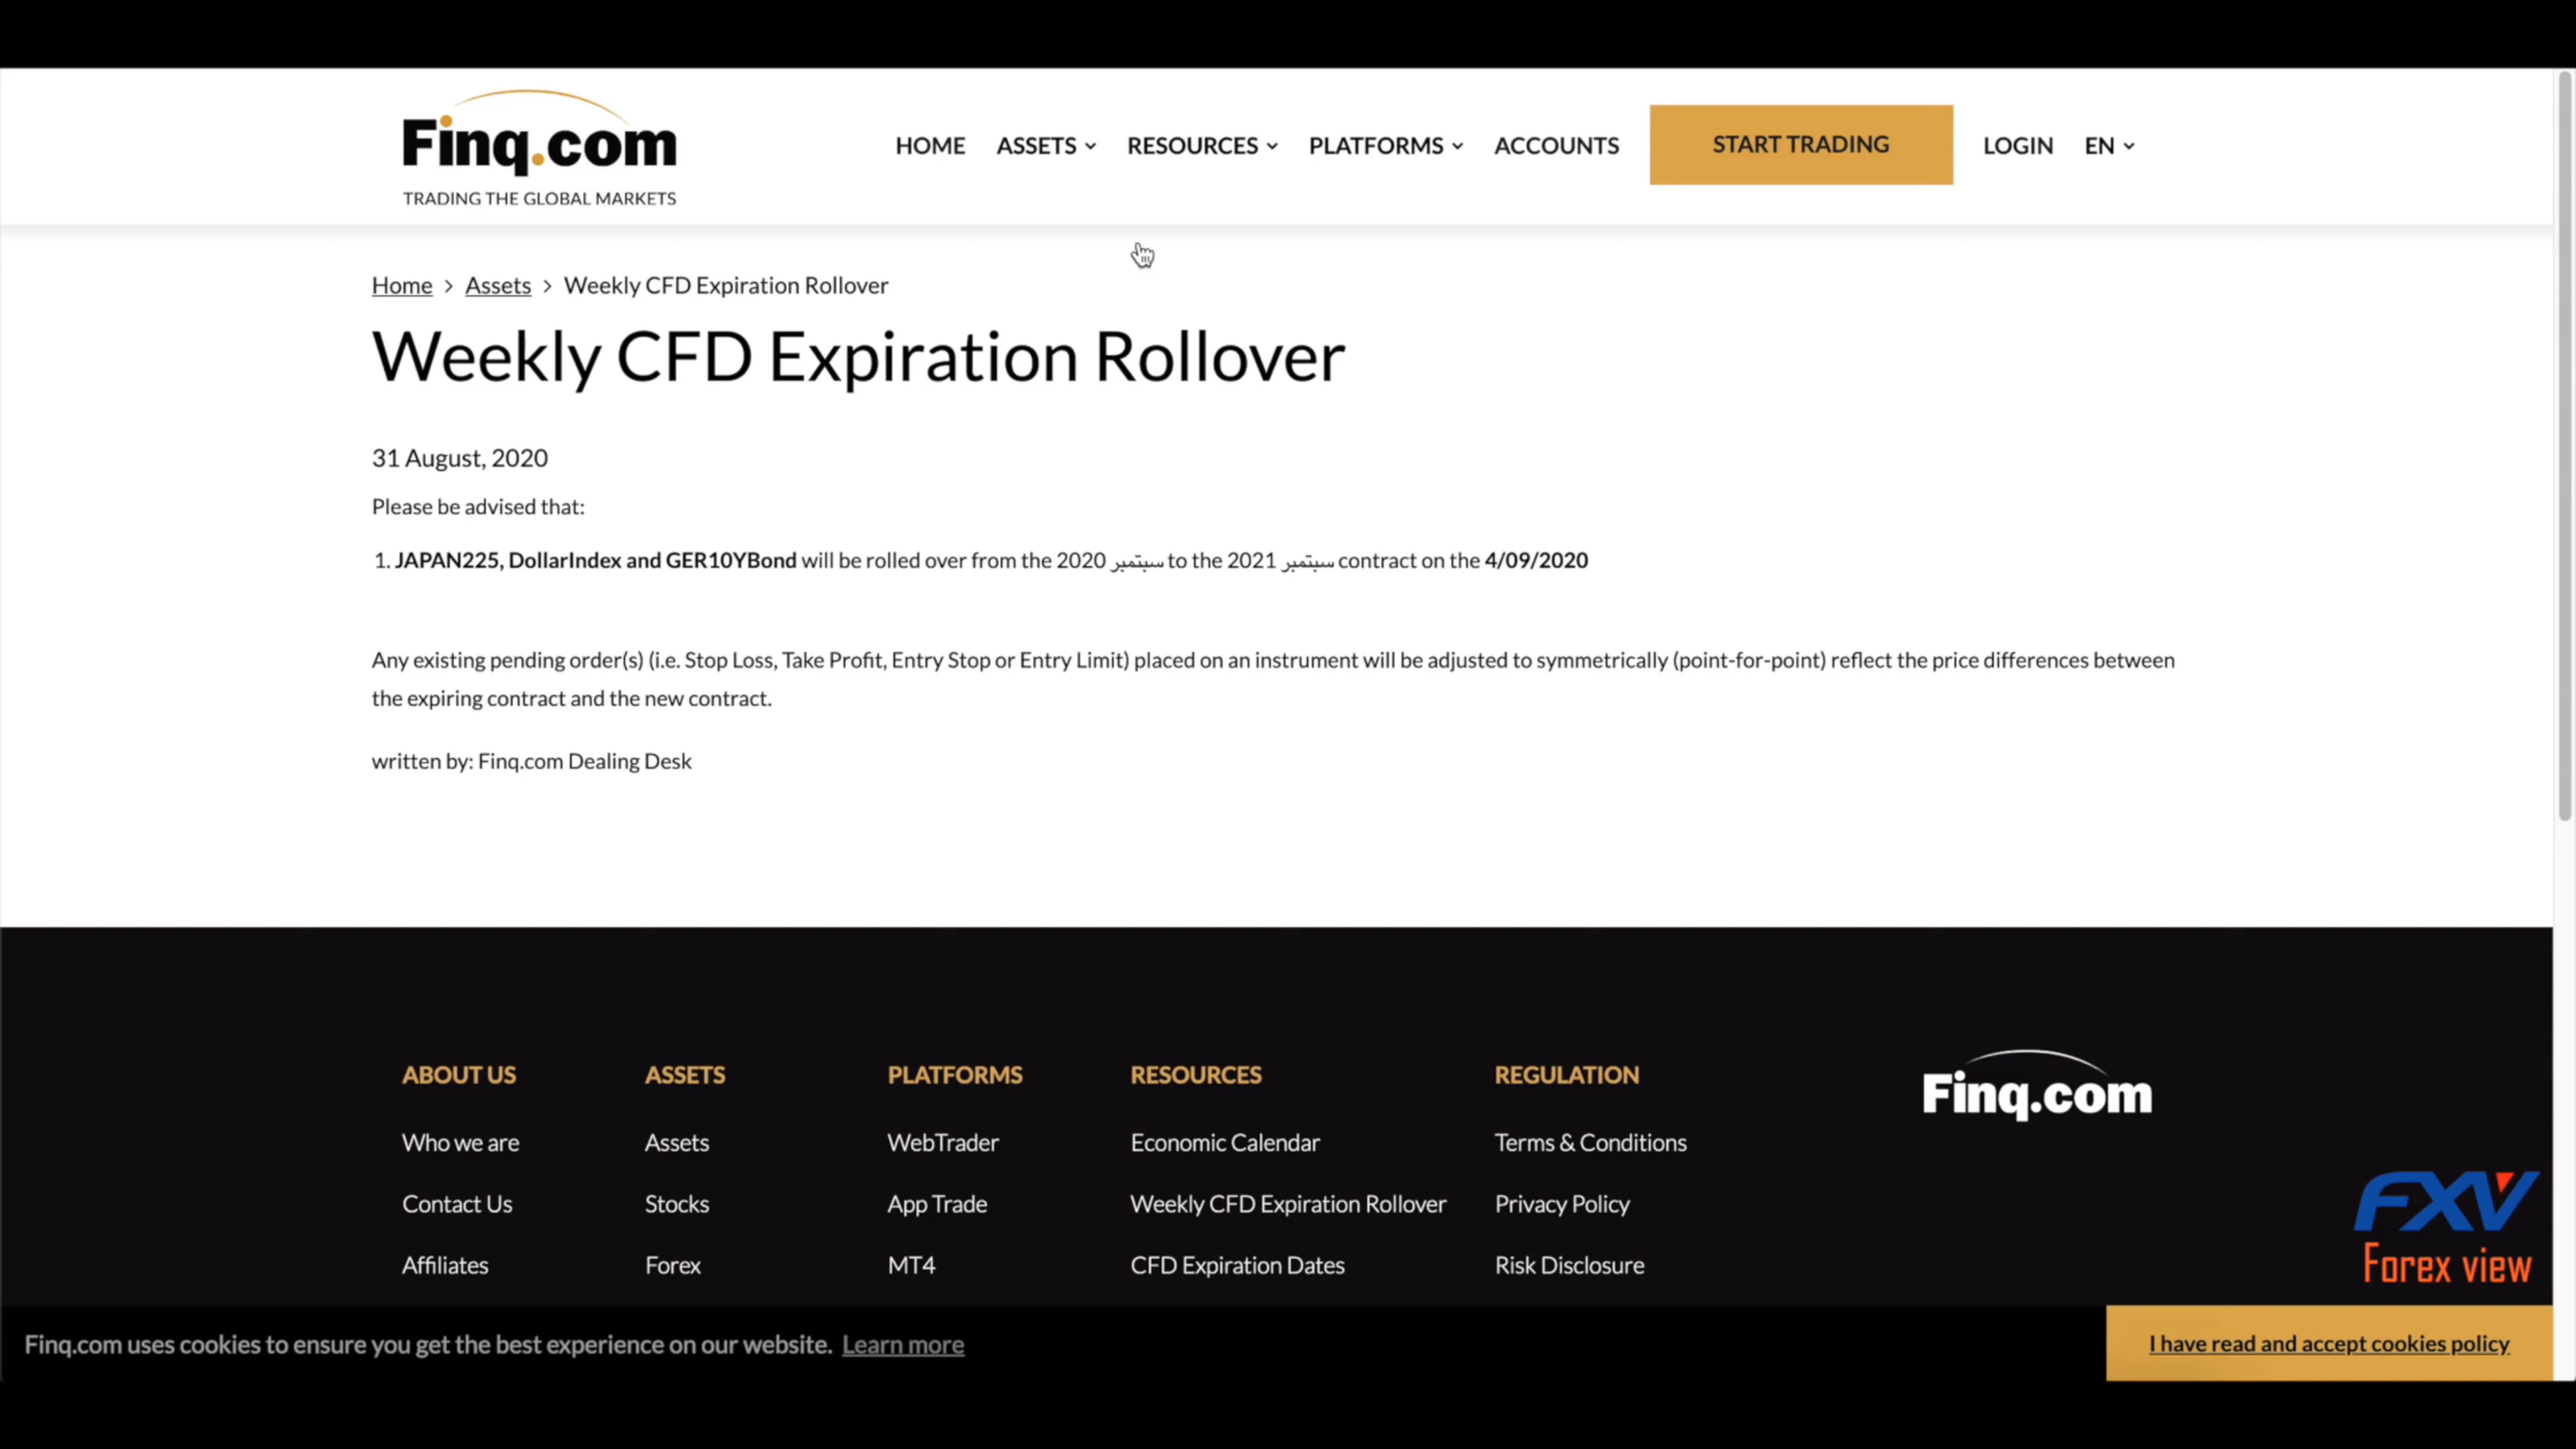 Finq.com
TRADING THE GLOBAL MARKETS
HOME ASSETS RESOURCES PLATFORMS ACCOUNTS START TRADING LOGIN EN
Home > Assets > Weekly CFD Expiration Rollover
Weekly CFD Expiration Rollover
31 August, 2020
Please be advised that:
1. JAPAN225, DollarIndex and GER10YBond will be rolled over from the 2020 سبتمبر to the 2021 سبتمبر contract on the 4/09/2020
Any existing pending order(s) (i.e. Stop Loss, Take Profit, Entry Stop or Entry Limit) placed on an instrument will be adjusted to symmetrically (point-for-point) reflect the price differences between
the expiring contract and the new contract.
written by: Finq.com Dealing Desk
ABOUT US ASSETS PLATFORMS RESOURCES REGULATION
Finq.com
Who we are Assets WebTrader Economic Calendar Terms & Conditions
Contact Us Stocks App Trade Weekly CFD Expiration Rollover Privacy Policy
Affiliates Forex MT4 CFD Expiration Dates Risk Disclosure
FXV
Forex view
Finq.com uses cookies to ensure you get the best experience on our website. Learn more
I have read and accept cookies policy